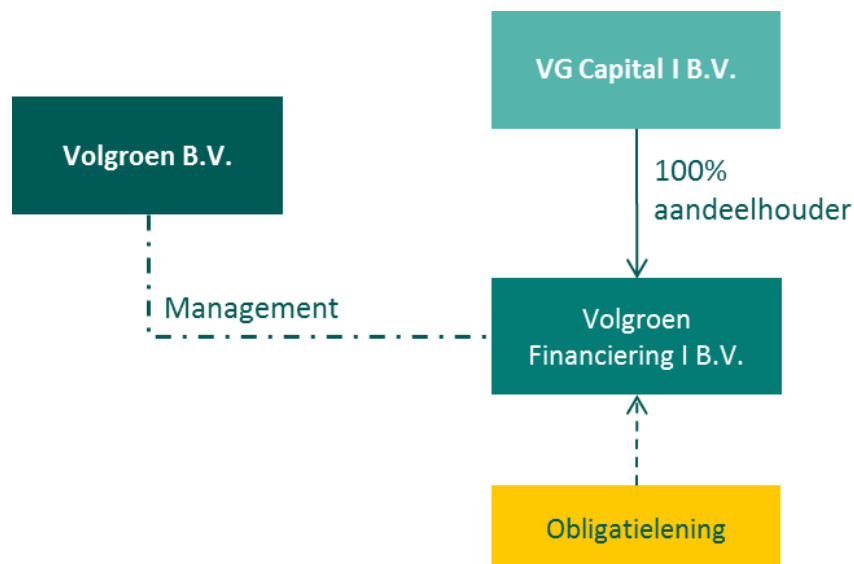 VG Capital I B.V.
Volgroen B.V.
100%
aandeelhouder
Management
Volgroen
Financiering I B.V.
Obligatielening